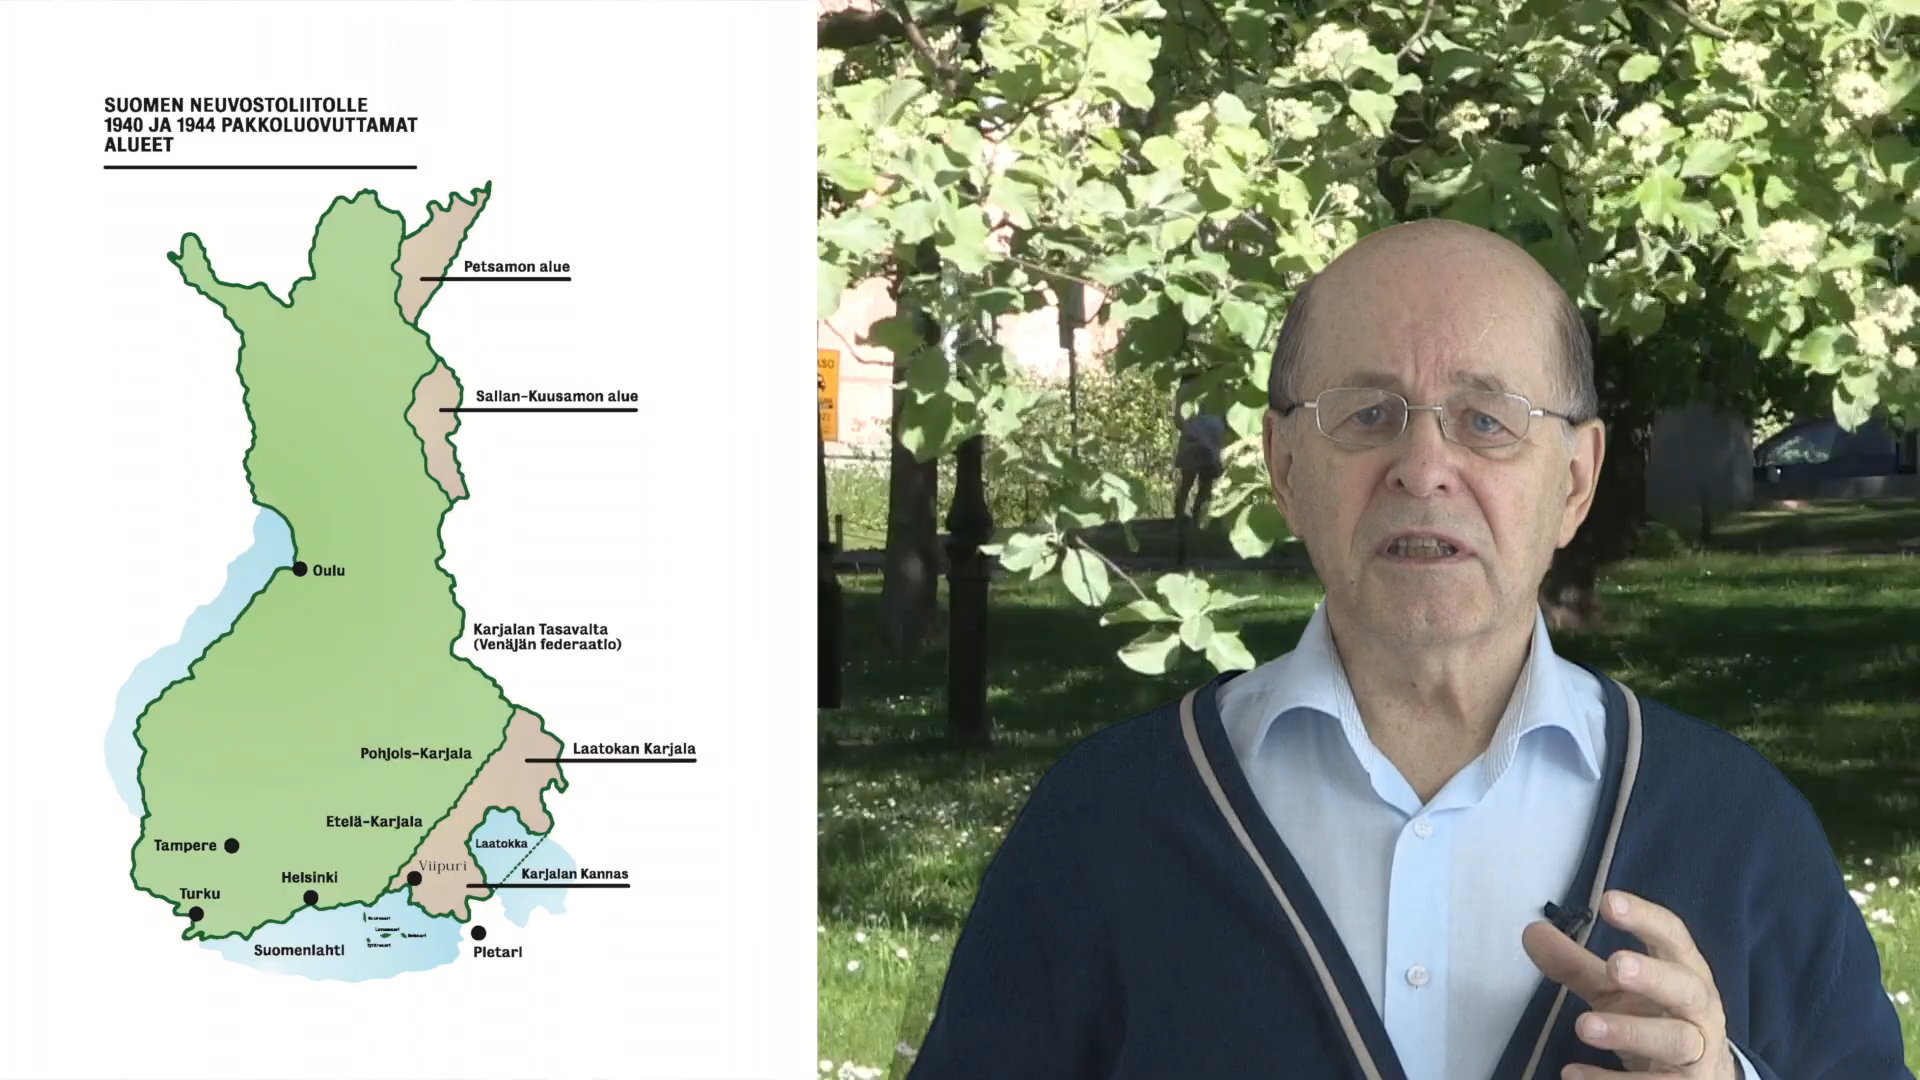 SUOMEN NEUVOSTOLIITOLLE
1940 JA 1944 PAKKOLUOVUTTAMAT
ALUEET
Petsamon alue
Sallan-Kuusamon alue
Oulu
Karjalan Tasavalta
(Venäjän federaatio)
Pohjois-Karjala
Laatokan Karjala
Etelä-Karjala
Tampere
Laatokka
Viipuri
Karjalan Kannas
Helsinki
Turku
Suomenlahti
Pietari